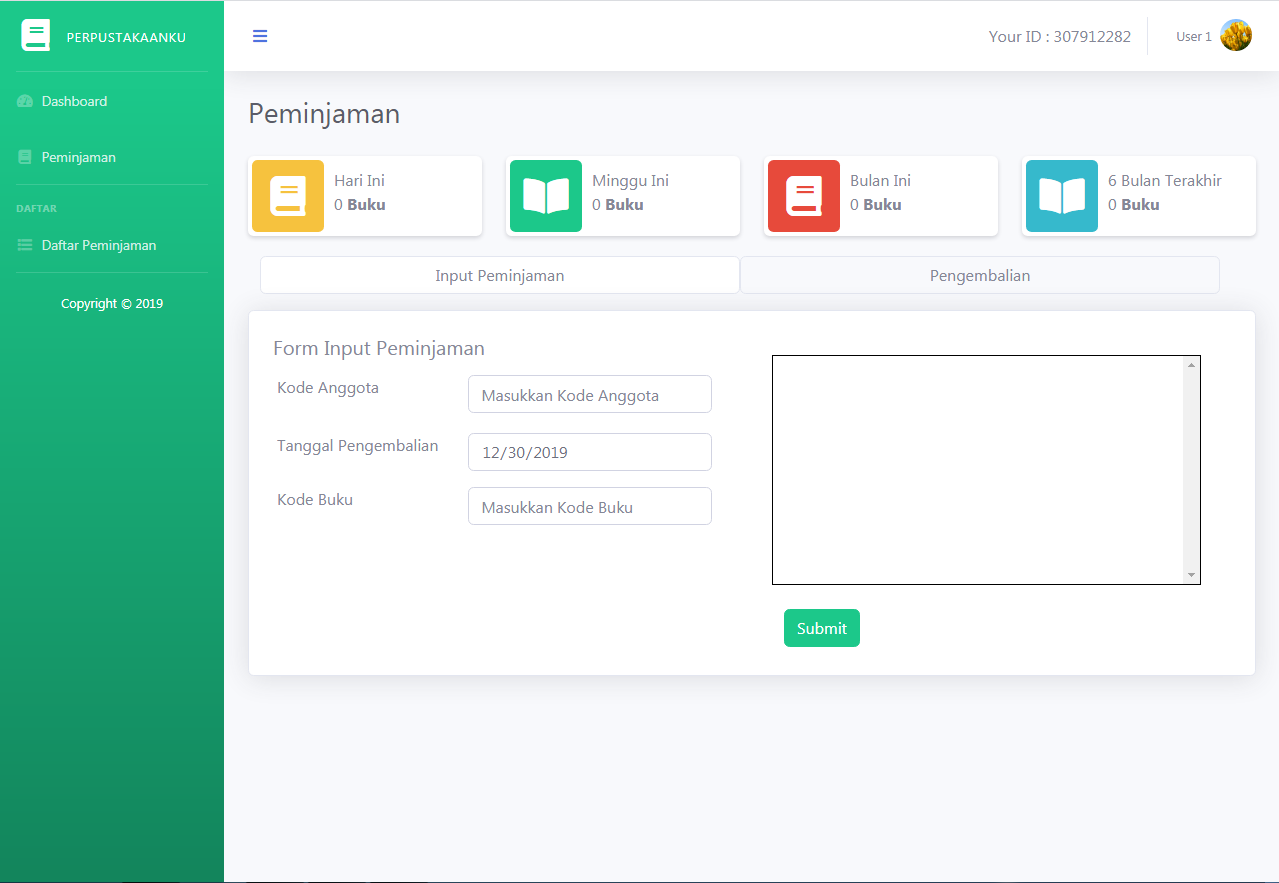 PERPUSTAKAANKU
Your ID : 307912282
User 1
Dashboard
Peminjaman
DAFTAR
Daftar Peminjaman
Copyright © 2019
Peminjaman
Hari Ini
0 Buku
Minggu Ini
0 Buku
Bulan Ini
0 Buku
6 Bulan Terakhir
0 Buku
Input Peminjaman
Pengembalian
Form Input Peminjaman
Kode Anggota
Masukkan Kode Anggota
Tanggal Pengembalian
12/30/2019
Kode Buku
Masukkan Kode Buku
Submit